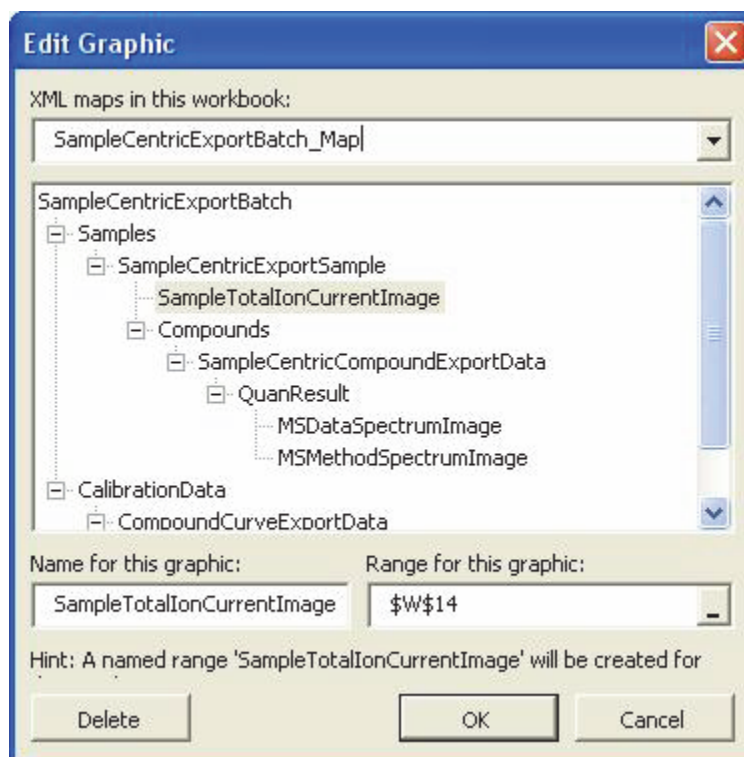 Edit Graphic
XML maps in this workbook:
SampleCentricExportBatch_Map
SampleCentricExportBatch
Samples
SampleCentricExportSample
SampleTotalIonCurrentImage
Compounds
SampleCentricCompoundExportData
QuanResult
MSDataSpectrumImage
MSMethodSpectrumImage
CalibrationData
CompoundCurveExportData
Name for this graphic: Range for this graphic:
SampleTotalIonCurrentImage $W$14
Hint: A named range 'SampleTotalIonCurrentImage' will be created for
Delete OK Cancel